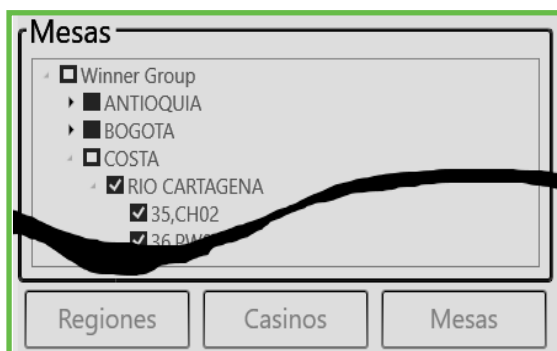 Mesas
Winner Group
ANTIOQUIA
BOGOTA
COSTA
RIO CARTAGENA
35,CH02
Regiones Casinos Mesas